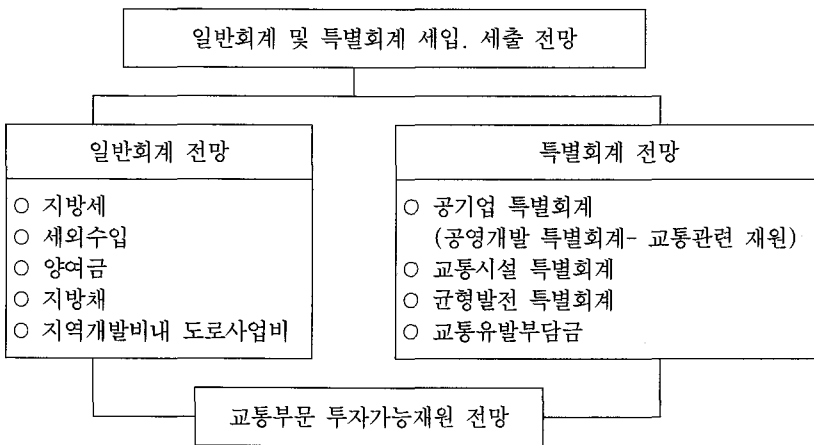 일반회계 및 특별회계 세입. 세출 전망
일반회계 전망
○ 지방세
○ 세외수입
○ 양여금
○ 지방채
○ 지역개발비내 도로사업비
특별회계 전망
○ 공기업 특별회계
(공영개발 특별회계- 교통관련 재원)
○ 교통시설 특별회계
○ 균형발전 특별회계
○ 교통유발부담금
교통부문 투자가능재원 전망